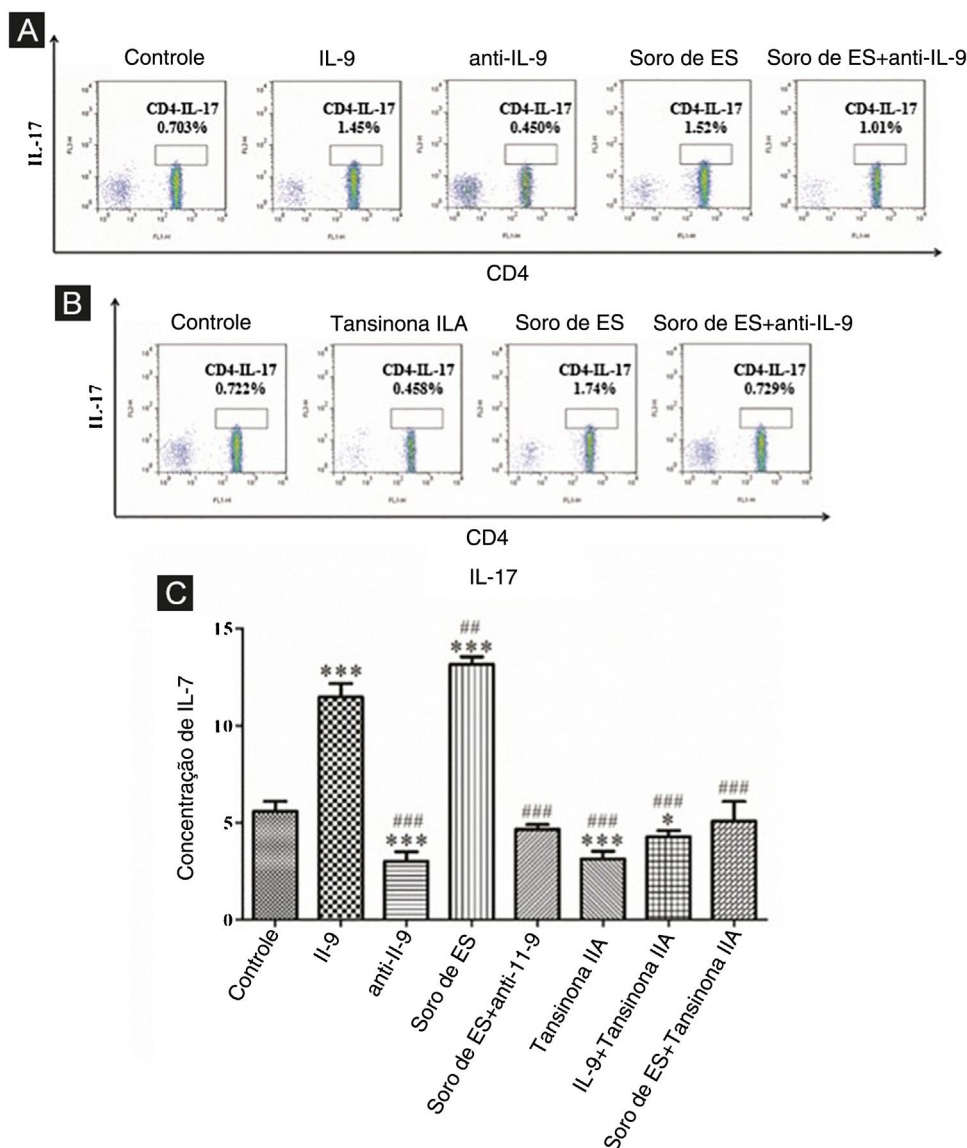 A
Controle IL-9 anti-IL-9 Soro de ES Soro de ES+anti-IL-9
CD4-IL-17 CD4-IL-17 CD4-IL-17 CD4-IL-17 CD4-IL-17
0.703% 1.45% 0.450% 1.52% 1.01%
IL-17
CD4
B
Controle Tansinona ILA Soro de ES Soro de ES+anti-IL-9
CD4-IL-17 CD4-IL-17 CD4-IL-17 CD4-IL-17
0.722% 0.458% 1.74% 0.729%
IL-17
CD4
C
IL-17
Concentração de IL-7
15
10
5
0
***
###
***
##
***
###
###
***
###
*
###
Controle
Il-9
anti-Il-9
Soro de ES
Soro de ES+anti-11-9
Tansinona IIA
IL-9+Tansinona IIA
Soro de ES+Tansinona IIA